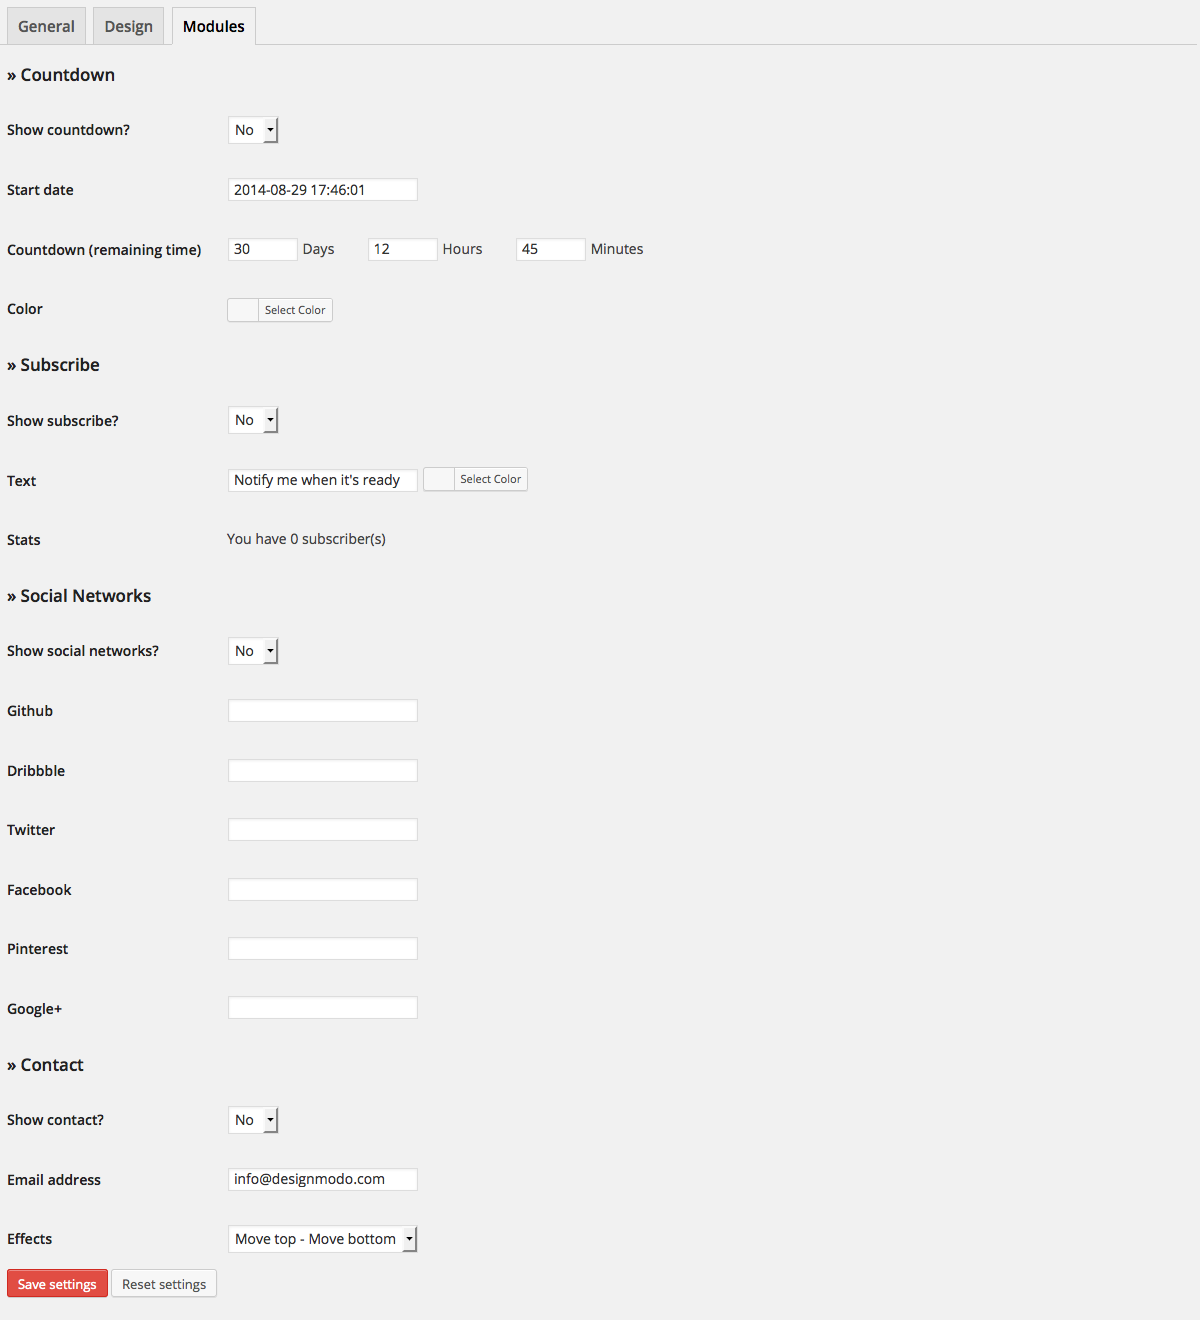 General Design Modules
» Countdown
Show countdown? No
Start date 2014-08-29 17:46:01
Countdown (remaining time) 30 Days 12 Hours 45 Minutes
Color Select Color
» Subscribe
Show subscribe? No
Text Notify me when it's ready Select Color
Stats You have 0 subscriber(s)
» Social Networks
Show social networks? No
Github
Dribbble
Twitter
Facebook
Pinterest
Google+
» Contact
Show contact? No
Email address info@designmodo.com
Effects Move top - Move bottom
Save settings Reset settings